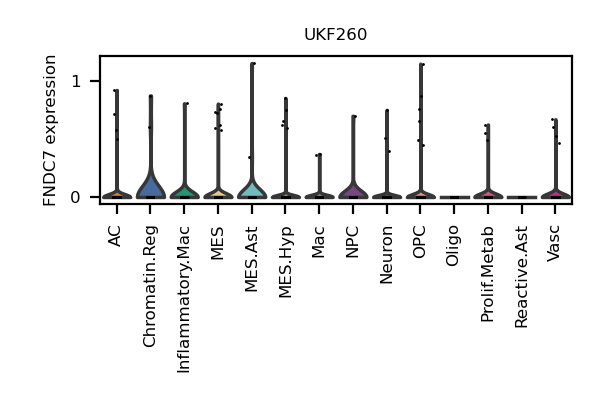 UKF260
FNDC7 expression
1
0
AC
Chromatin.Reg
Inflammatory.Mac
MES
MES.Ast
MES.Hyp
Mac
NPC
Neuron
OPC
Oligo
Prolif.Metab
Reactive.Ast
Vasc